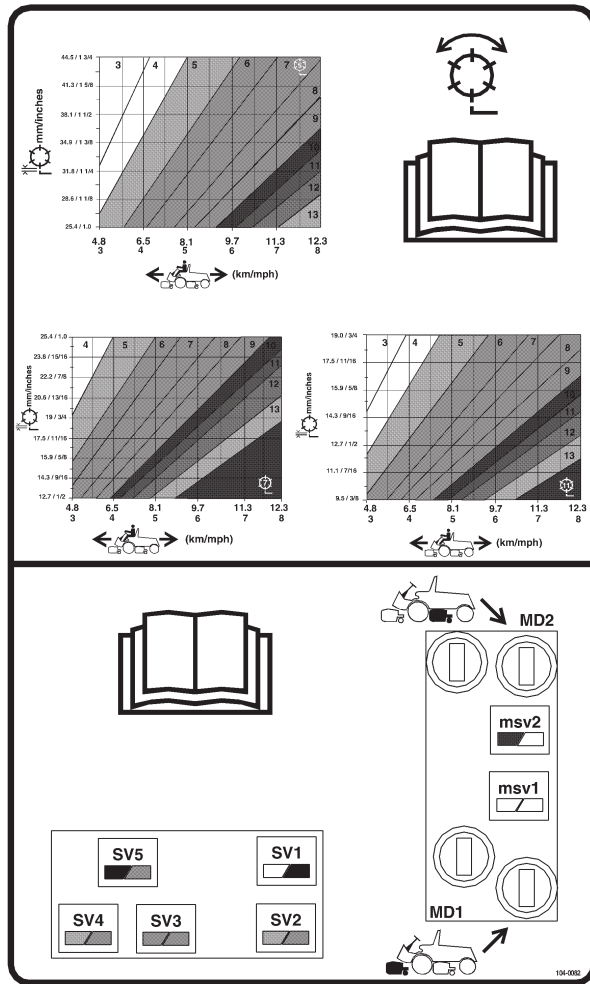 44.5 / 1 3/4
41.3 / 1 5/8
38.1 / 1 1/2
34.9 / 1 3/8
31.8 / 1 1/4
28.6 / 1 1/8
25.4 / 1.0
mm/inches
3 4 5 6 7 5
8
9
10
11
12
13
4.8 6.5 8.1 9.7 11.3 12.3
3 4 5 6 7 8
(km/mph)
25.4 / 1.0
23.8 / 15/16
22.2 / 7/8
20.6 / 13/16
19 / 3/4
17.5 / 11/16
15.9 / 5/8
14.3 / 9/16
12.7 / 1/2
mm/inches
4 5 6 7 8 9 10
11
12
13
7
4.8 6.5 8.1 9.7 11.3 12.3
3 4 5 6 7 8
(km/mph)
19.0 / 3/4
17.5 / 11/16
15.9 / 5/8
14.3 / 9/16
12.7 / 1/2
11.1 / 7/16
9.5 / 3/8
mm/inches
3 4 5 6 7
8
9
10
11
12
13
11
4.8 6.5 8.1 9.7 11.3 12.3
3 4 5 6 7 8
(km/mph)
MD2
msv2
msv1
MD1
SV5 SV1
SV4 SV3 SV2
104-0082